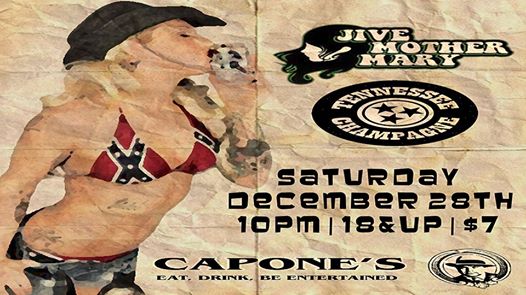 JIVE
MOTHER
MARY
TENNESSEE
CHAMPAGNE
SATURDAY
DECEMBER 28TH
10PM | 18&UP | $7
CAPONE'S
EAT, DRINK, BE ENTERTAINED